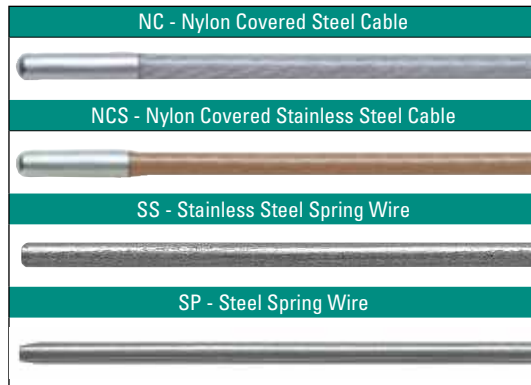 NC - Nylon Covered Steel Cable
NCS - Nylon Covered Stainless Steel Cable
SS - Stainless Steel Spring Wire
SP - Steel Spring Wire